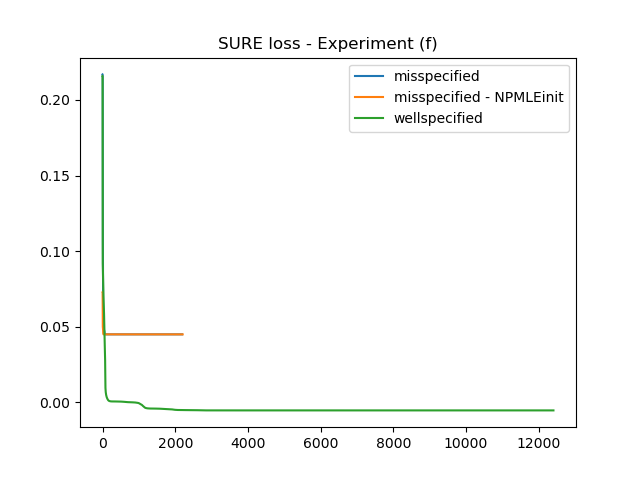 SURE loss - Experiment (f)
misspecified
misspecified - NPMLEinit
wellspecified
0.20
0.15
0.10
0.05
0.00
0 2000 4000 6000 8000 10000 12000